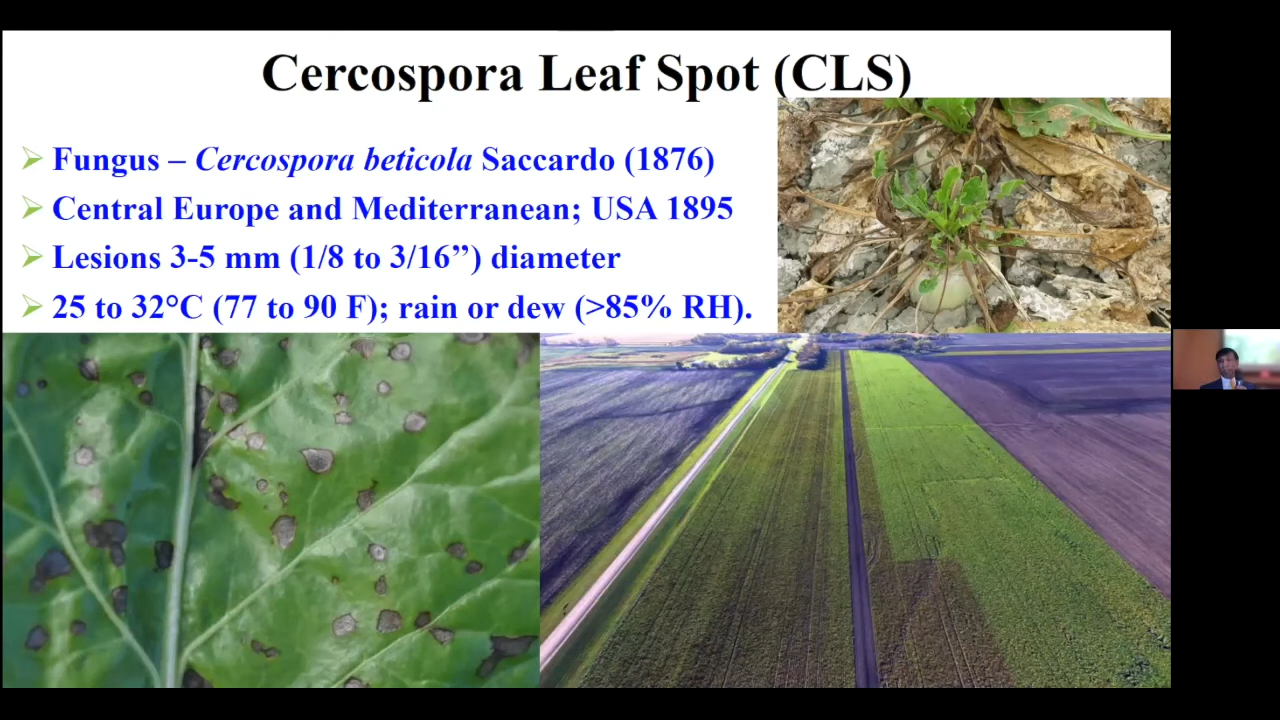 Cercospora Leaf Spot (CLS)
Fungus – Cercospora beticola Saccardo (1876)
Central Europe and Mediterranean; USA 1895
Lesions 3-5 mm (1/8 to 3/16’’) diameter
25 to 32°C (77 to 90 F); rain or dew (>85% RH).